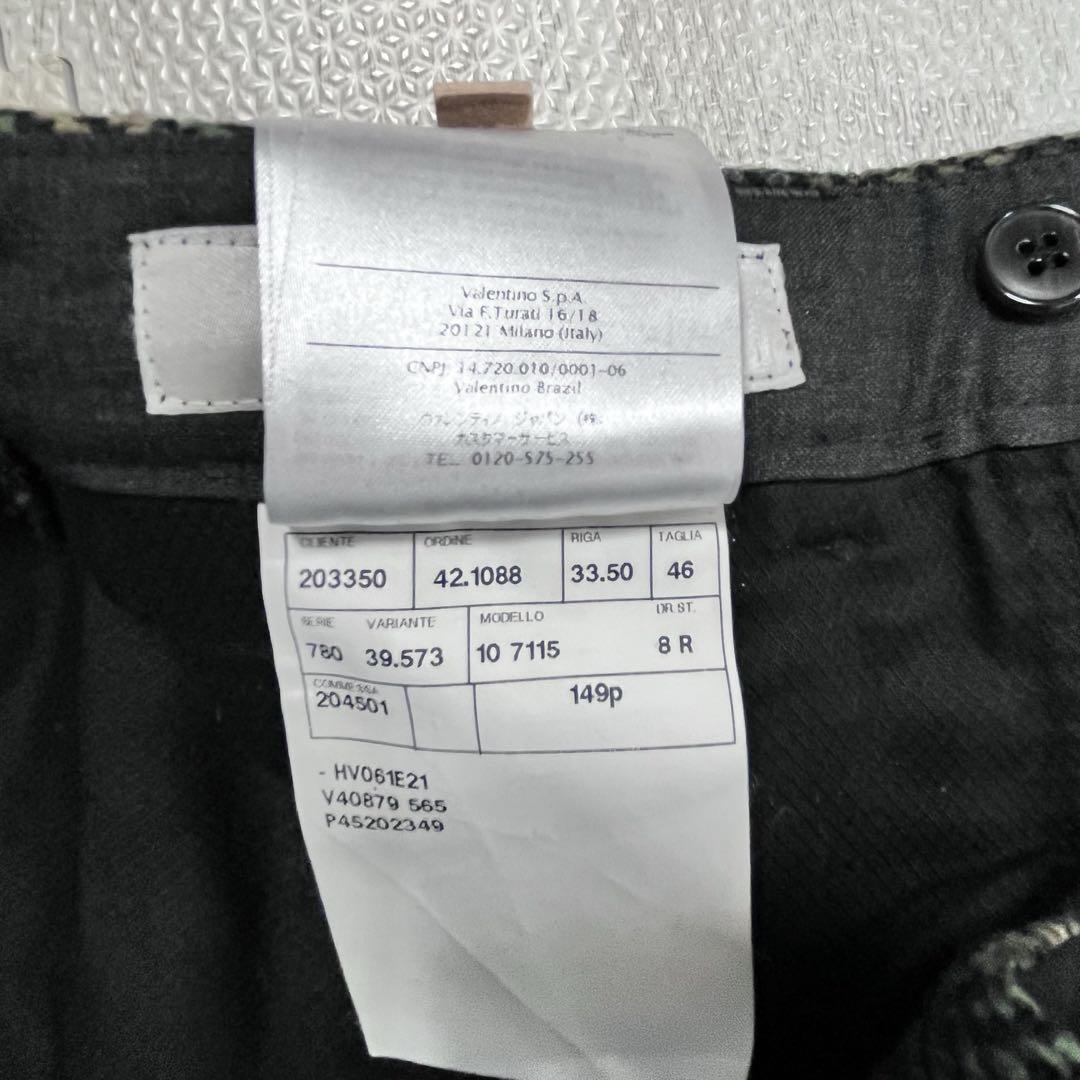 Valentino S.p.A.
Via F.Turati 16/18
20121 Milano (Italy)
CNPJ 14.720.010/0001-06
Valentino Brazil
ヴァレンティノ ジャパン (株)
カスタマーサービス
TEL. 0120-575-255
CLIENTE ORDINE RIGA TAGLIA
203350 42.1088 33.50 46
SERIE VARIANTE MODELLO DR.ST.
780 39.573 10 7115 8 R
COMMESSA
204501 149p
- HV061E21
V40879 565
P45202349